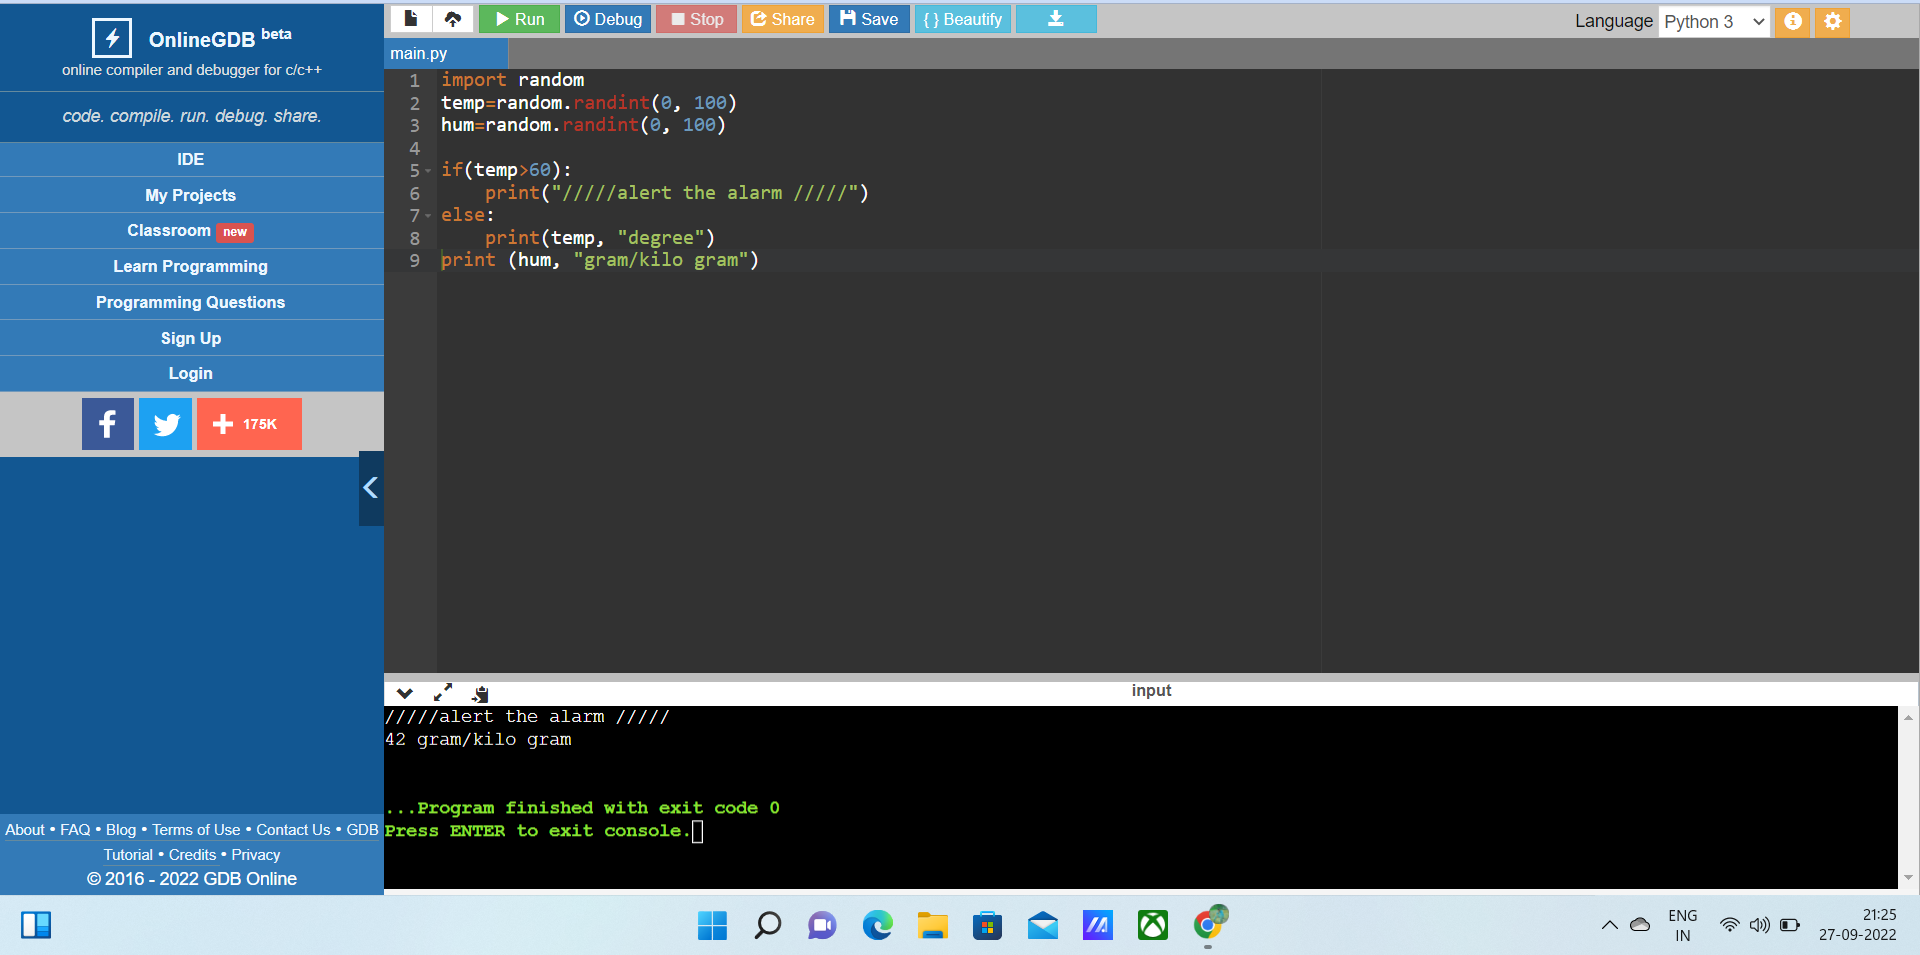 OnlineGDB beta
online compiler and debugger for c/c++
code. compile. run. debug. share.
IDE
My Projects
Classroom new
Learn Programming
Programming Questions
Sign Up
Login
175K
About • FAQ • Blog • Terms of Use • Contact Us • GDB
Tutorial • Credits • Privacy
© 2016 - 2022 GDB Online
Run Debug Stop Share Save { } Beautify
Language Python 3
main.py
1 import random
2 temp=random.randint(0, 100)
3 hum=random.randint(0, 100)
4
5 if(temp>60):
6     print("/////alert the alarm /////")
7 else:
8     print(temp, "degree")
9 print (hum, "gram/kilo gram")
input
/////alert the alarm /////
42 gram/kilo gram
...Program finished with exit code 0
Press ENTER to exit console.
ENG
IN
21:25
27-09-2022